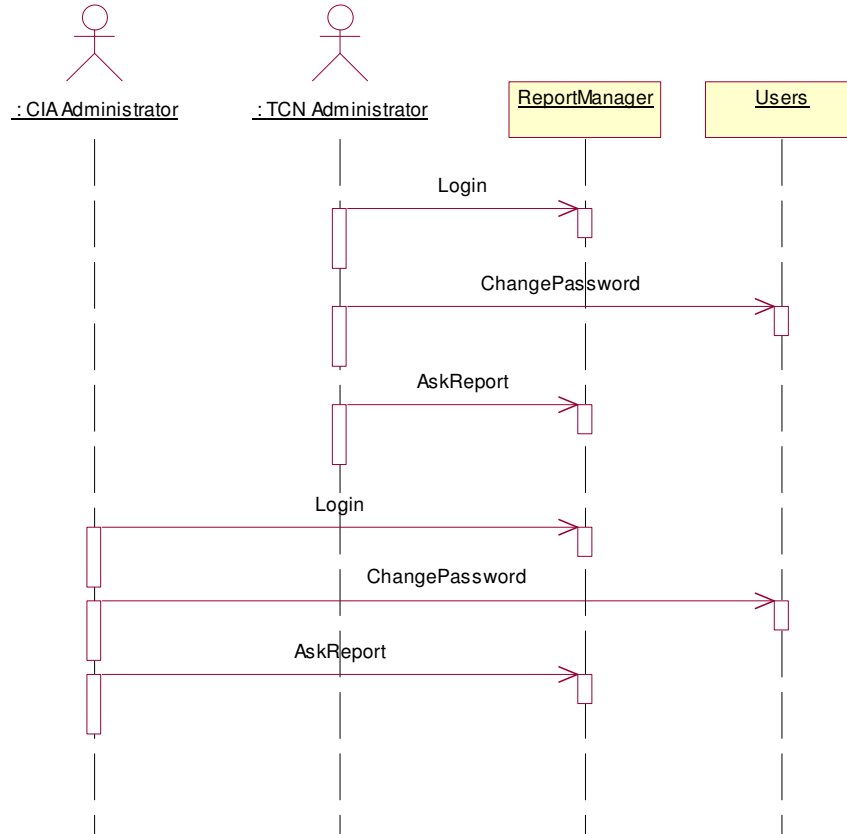 : CIA Administrator
: TCN Administrator
ReportManager
Users
Login
ChangePassword
AskReport
Login
ChangePassword
AskReport